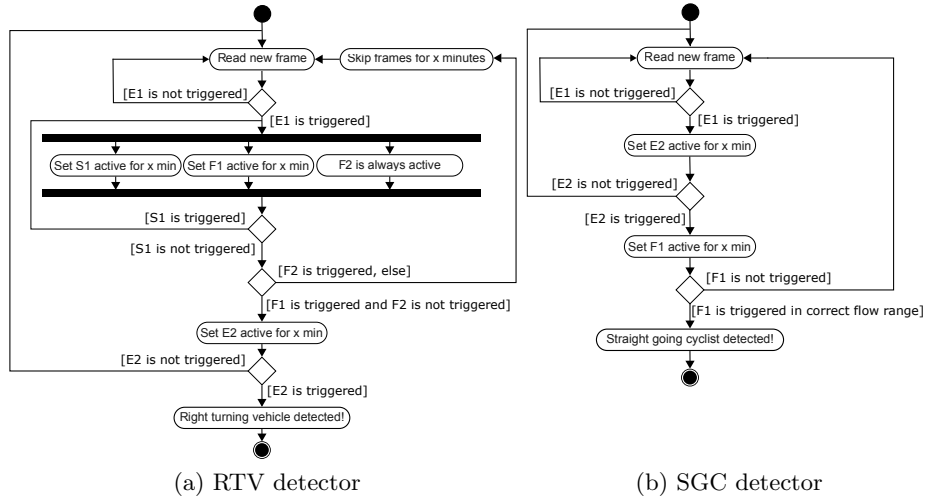 Read new frame
Skip frames for x minutes
[E1 is not triggered]
[E1 is triggered]
Set S1 active for x min
Set F1 active for x min
F2 is always active
[S1 is triggered]
[S1 is not triggered]
[F2 is triggered, else]
[F1 is triggered and F2 is not triggered]
Set E2 active for x min
[E2 is not triggered]
[E2 is triggered]
Right turning vehicle detected!
(a) RTV detector
Read new frame
[E1 is not triggered]
[E1 is triggered]
Set E2 active for x min
[E2 is not triggered]
[E2 is triggered]
Set F1 active for x min
[F1 is not triggered]
[F1 is triggered in correct flow range]
Straight going cyclist detected!
(b) SGC detector